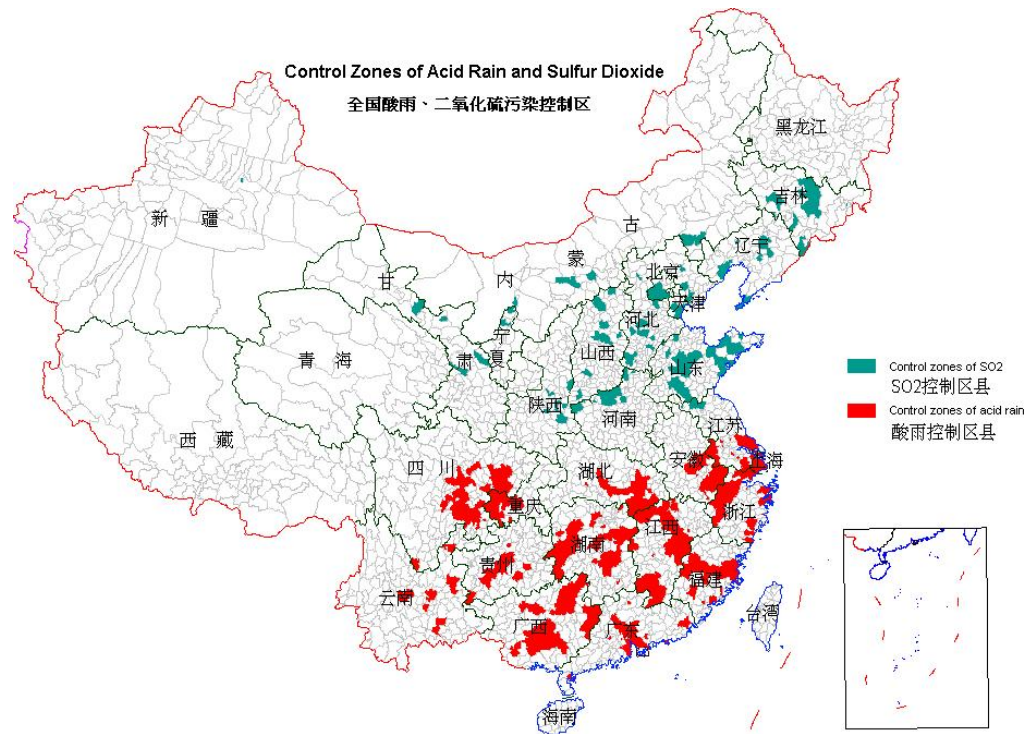 Control Zones of Acid Rain and Sulfur Dioxide
全国酸雨、二氧化硫污染控制区
黑龙江
吉林
新 疆
古
辽宁
蒙
北京
内
甘
天津
河北
宁
夏
山西
青 海
肃
山东
Control zones of SO2
SO2控制区县
陕西
河南
Control zones of acid rain
酸雨控制区县
江苏
西 藏
四 川
湖北
安徽
上海
重庆
浙江
江西
湖南
贵州
福建
云南
台湾
广西
广东
海南